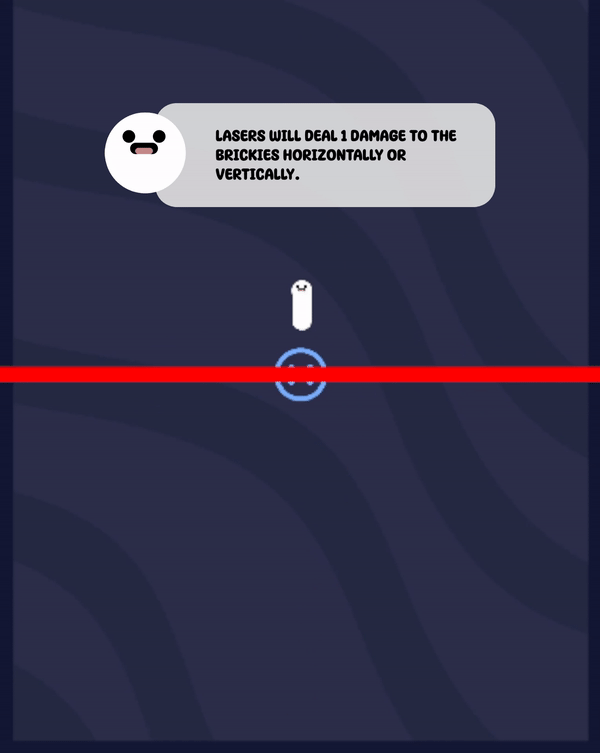 LASERS WILL DEAL 1 DAMAGE TO THE
BRICKIES HORIZONTALLY OR
VERTICALLY.